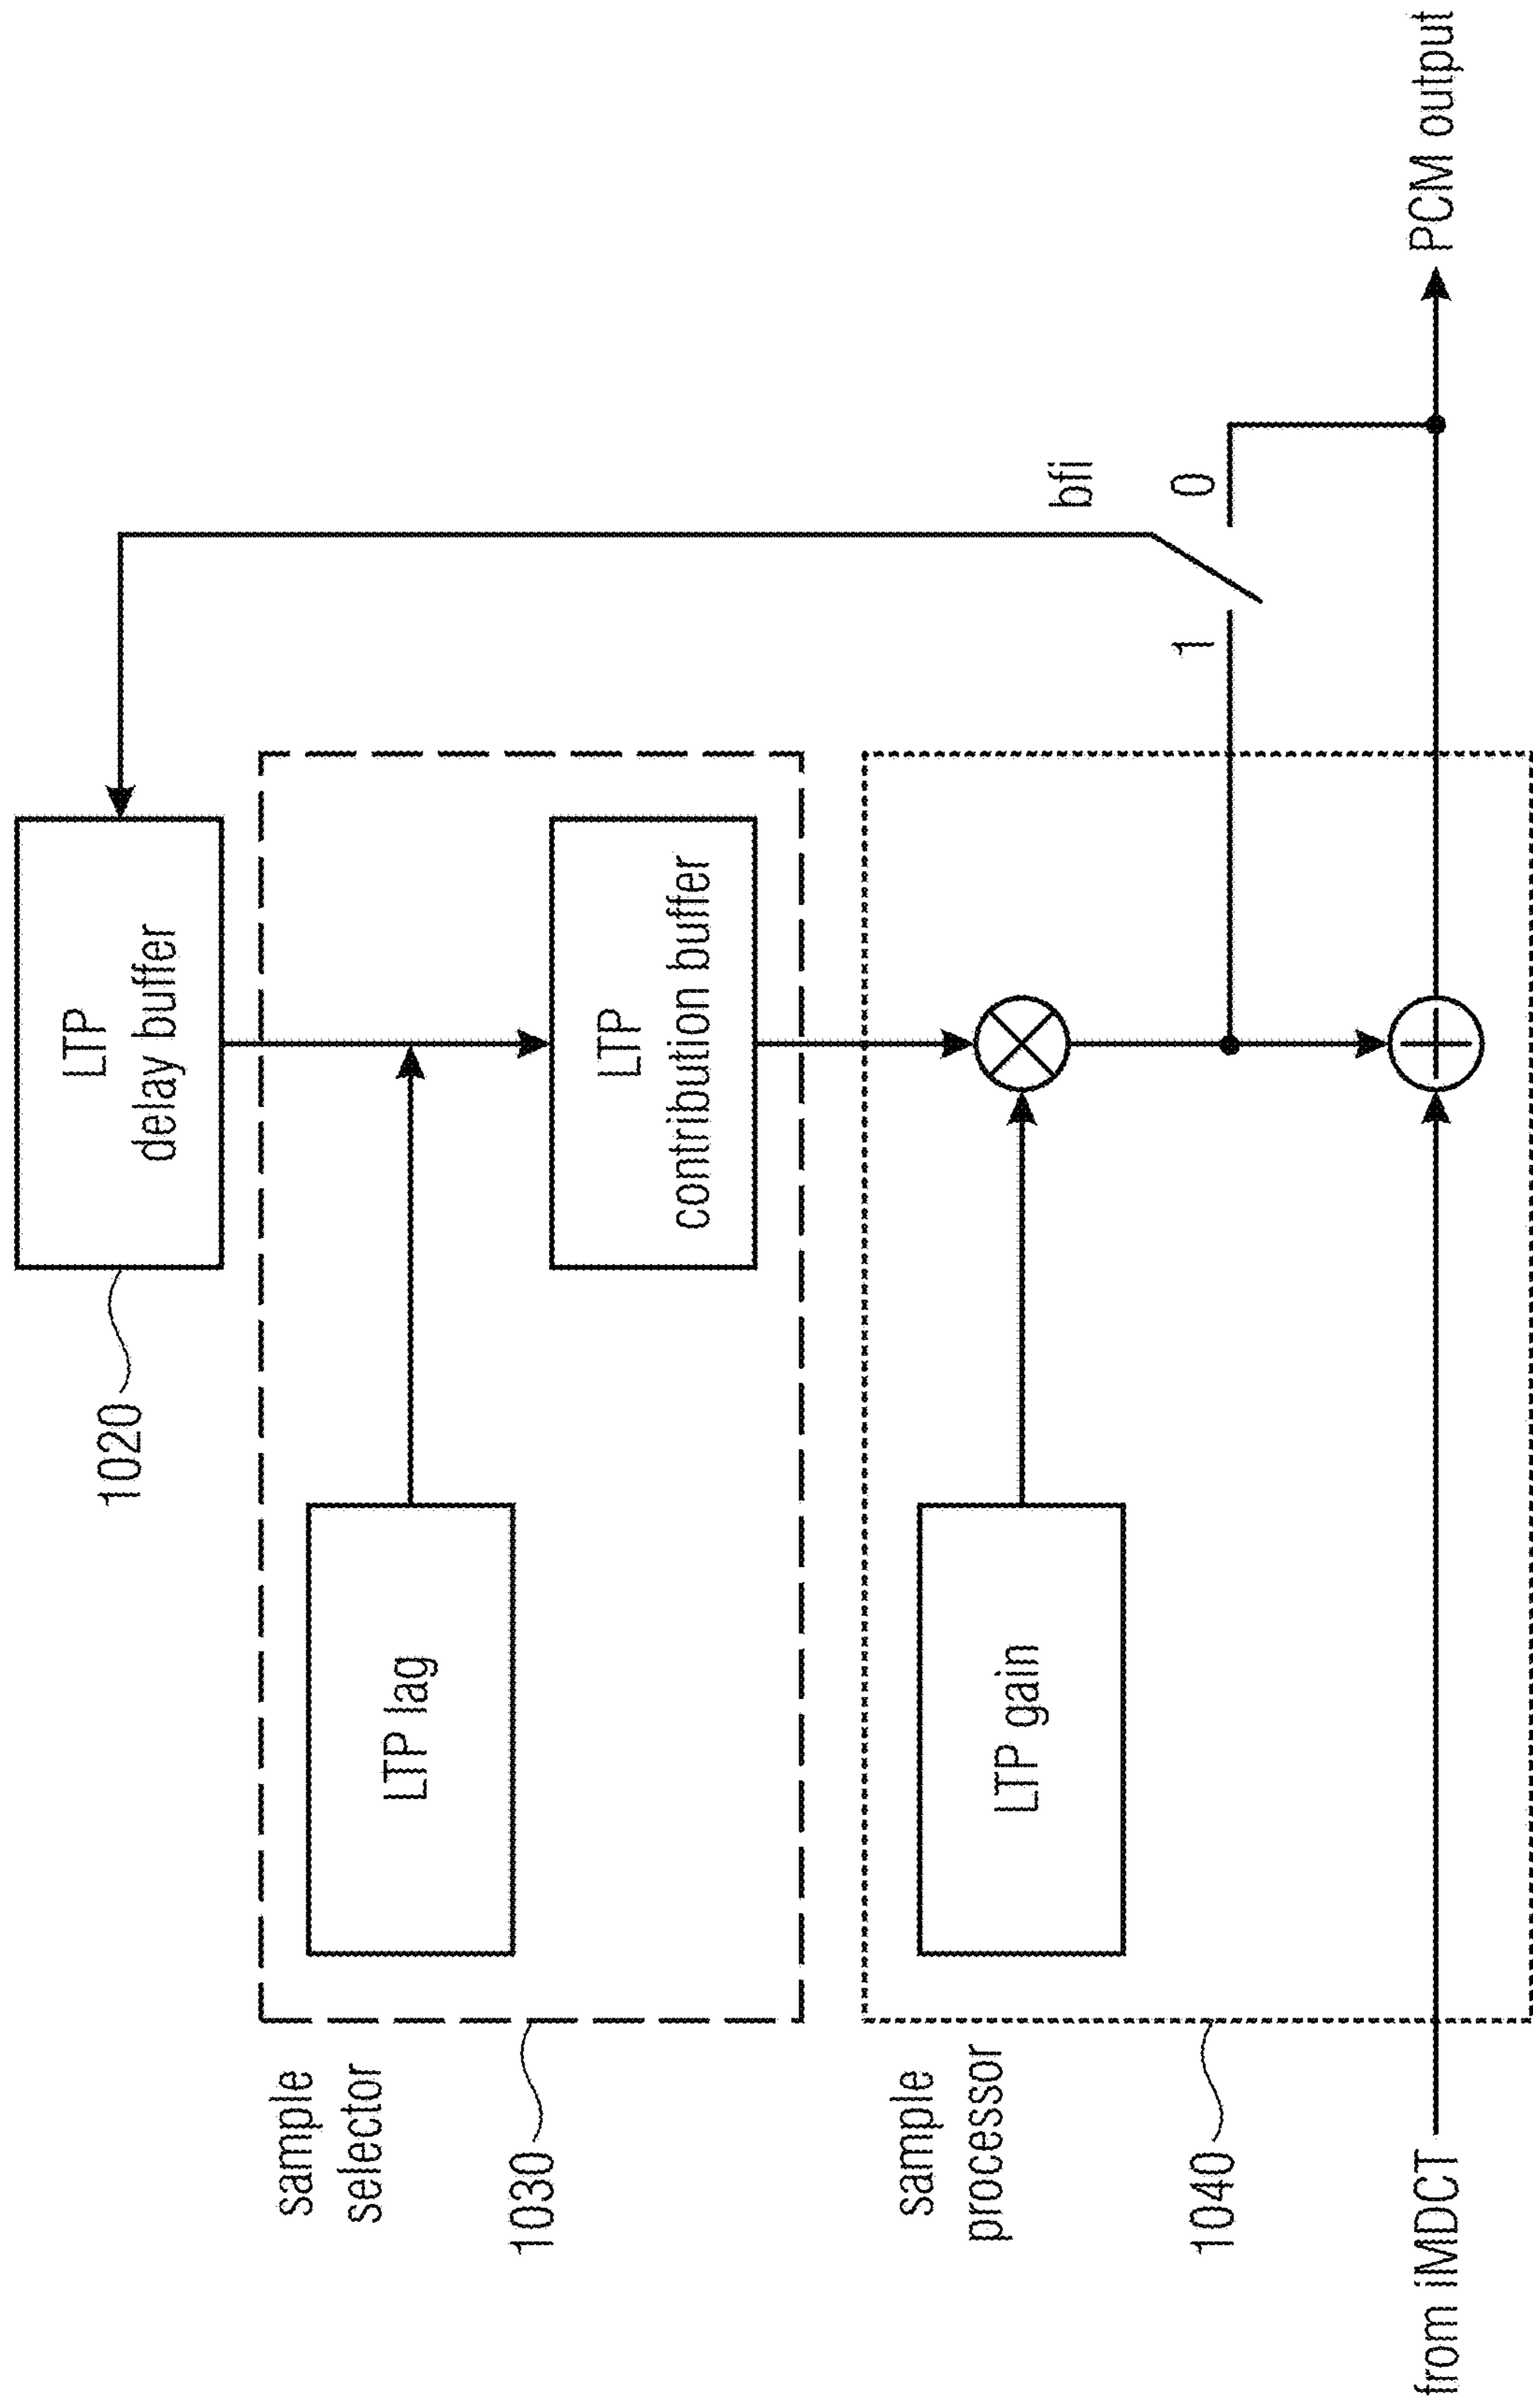 1020
LTP
delay buffer
sample
selector
1030
LTP lag
LTP
contribution buffer
sample
processor
1040
LTP gain
bfi
1
0
from iMDCT
PCM output